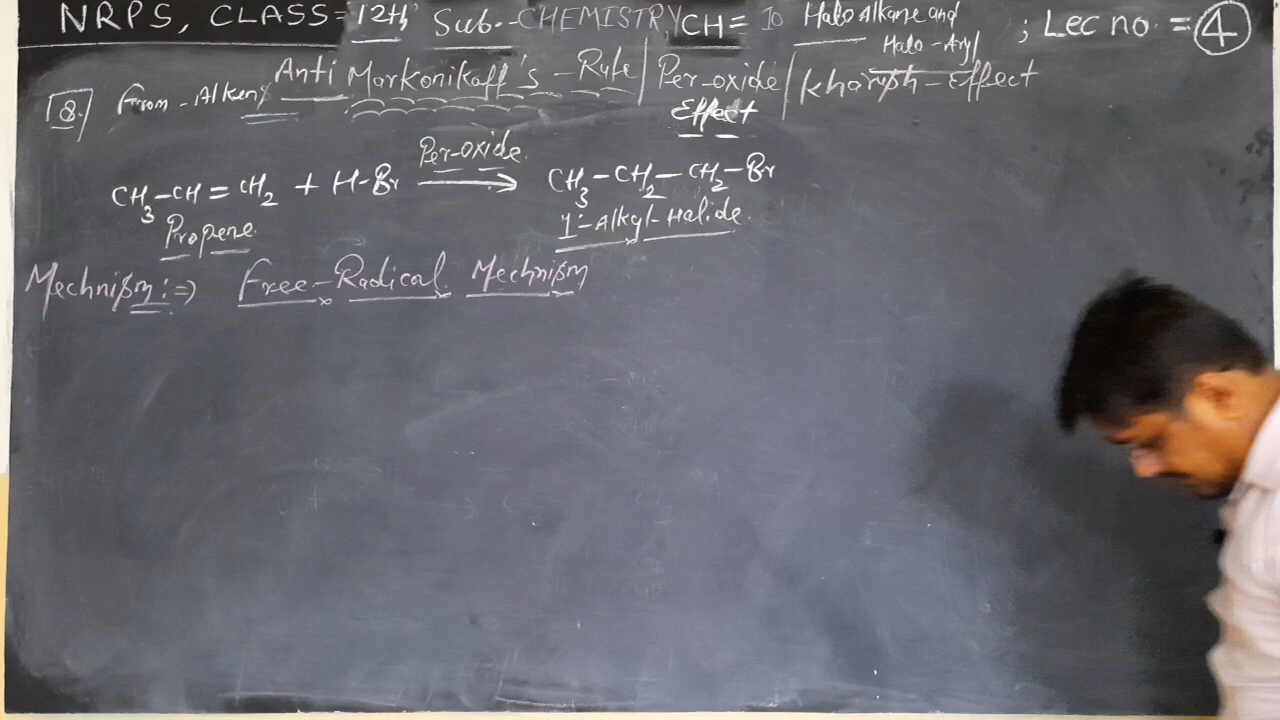 NRPS, CLASS=12th Sub.-CHEMISTRY, CH= 10 Halo Alkane and Halo-Aryl ; Lec no. = 4
8. From-Alkene Anti Markonikoff's-Rule/Per-oxide Effect/kharash-Effect
CH3-CH=CH2 + H-Br Per-oxide. CH3-CH2-CH2-Br
Propene. 1°-Alkyl-Halide.
Mechnism:⇒ Free-Radical Mechnism